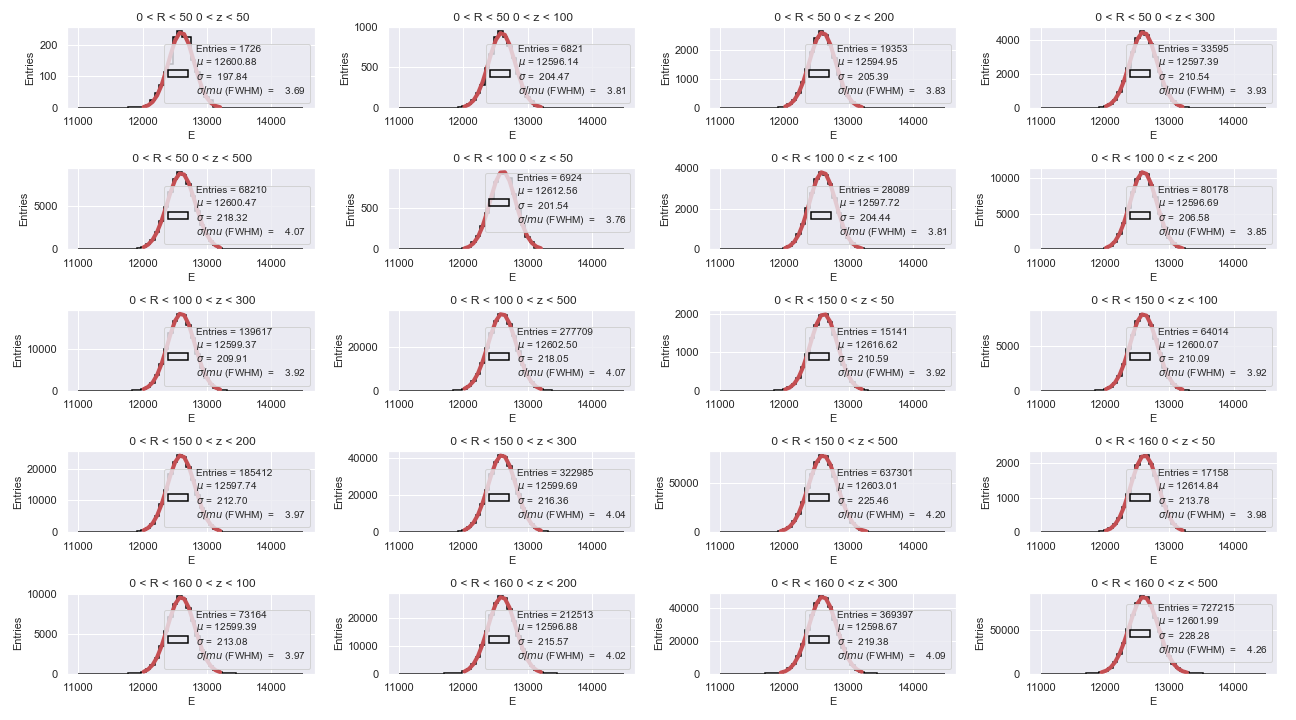 0 < R < 50 0 < z < 50
Entries
200
100
0
Entries = 1726
μ = 12600.88
σ = 197.84
σ/mu (FWHM) = 3.69
11000 12000 13000 14000
E
0 < R < 50 0 < z < 100
Entries
1000
500
0
Entries = 6821
μ = 12596.14
σ = 204.47
σ/mu (FWHM) = 3.81
11000 12000 13000 14000
E
0 < R < 50 0 < z < 200
Entries
2000
1000
0
Entries = 19353
μ = 12594.95
σ = 205.39
σ/mu (FWHM) = 3.83
11000 12000 13000 14000
E
0 < R < 50 0 < z < 300
Entries
4000
2000
0
Entries = 33595
μ = 12597.39
σ = 210.54
σ/mu (FWHM) = 3.93
11000 12000 13000 14000
E
0 < R < 50 0 < z < 500
Entries
5000
0
Entries = 68210
μ = 12600.47
σ = 218.32
σ/mu (FWHM) = 4.07
11000 12000 13000 14000
E
0 < R < 100 0 < z < 50
Entries
500
0
Entries = 6924
μ = 12612.56
σ = 201.54
σ/mu (FWHM) = 3.76
11000 12000 13000 14000
E
0 < R < 100 0 < z < 100
Entries
4000
2000
0
Entries = 28089
μ = 12597.72
σ = 204.44
σ/mu (FWHM) = 3.81
11000 12000 13000 14000
E
0 < R < 100 0 < z < 200
Entries
10000
5000
0
Entries = 80178
μ = 12596.69
σ = 206.58
σ/mu (FWHM) = 3.85
11000 12000 13000 14000
E
0 < R < 100 0 < z < 300
Entries
10000
0
Entries = 139617
μ = 12599.37
σ = 209.91
σ/mu (FWHM) = 3.92
11000 12000 13000 14000
E
0 < R < 100 0 < z < 500
Entries
20000
0
Entries = 277709
μ = 12602.50
σ = 218.05
σ/mu (FWHM) = 4.07
11000 12000 13000 14000
E
0 < R < 150 0 < z < 50
Entries
2000
1000
0
Entries = 15141
μ = 12616.62
σ = 210.59
σ/mu (FWHM) = 3.92
11000 12000 13000 14000
E
0 < R < 150 0 < z < 100
Entries
5000
0
Entries = 64014
μ = 12600.07
σ = 210.09
σ/mu (FWHM) = 3.92
11000 12000 13000 14000
E
0 < R < 150 0 < z < 200
Entries
20000
10000
0
Entries = 185412
μ = 12597.74
σ = 212.70
σ/mu (FWHM) = 3.97
11000 12000 13000 14000
E
0 < R < 150 0 < z < 300
Entries
40000
20000
0
Entries = 322985
μ = 12599.69
σ = 216.36
σ/mu (FWHM) = 4.04
11000 12000 13000 14000
E
0 < R < 150 0 < z < 500
Entries
50000
0
Entries = 637301
μ = 12603.01
σ = 225.46
σ/mu (FWHM) = 4.20
11000 12000 13000 14000
E
0 < R < 160 0 < z < 50
Entries
2000
1000
0
Entries = 17158
μ = 12614.84
σ = 213.78
σ/mu (FWHM) = 3.98
11000 12000 13000 14000
E
0 < R < 160 0 < z < 100
Entries
10000
5000
0
Entries = 73164
μ = 12599.39
σ = 213.08
σ/mu (FWHM) = 3.97
11000 12000 13000 14000
E
0 < R < 160 0 < z < 200
Entries
20000
10000
0
Entries = 212513
μ = 12596.88
σ = 215.57
σ/mu (FWHM) = 4.02
11000 12000 13000 14000
E
0 < R < 160 0 < z < 300
Entries
40000
20000
0
Entries = 369397
μ = 12598.67
σ = 219.38
σ/mu (FWHM) = 4.09
11000 12000 13000 14000
E
0 < R < 160 0 < z < 500
Entries
50000
0
Entries = 727215
μ = 12601.99
σ = 228.28
σ/mu (FWHM) = 4.26
11000 12000 13000 14000
E